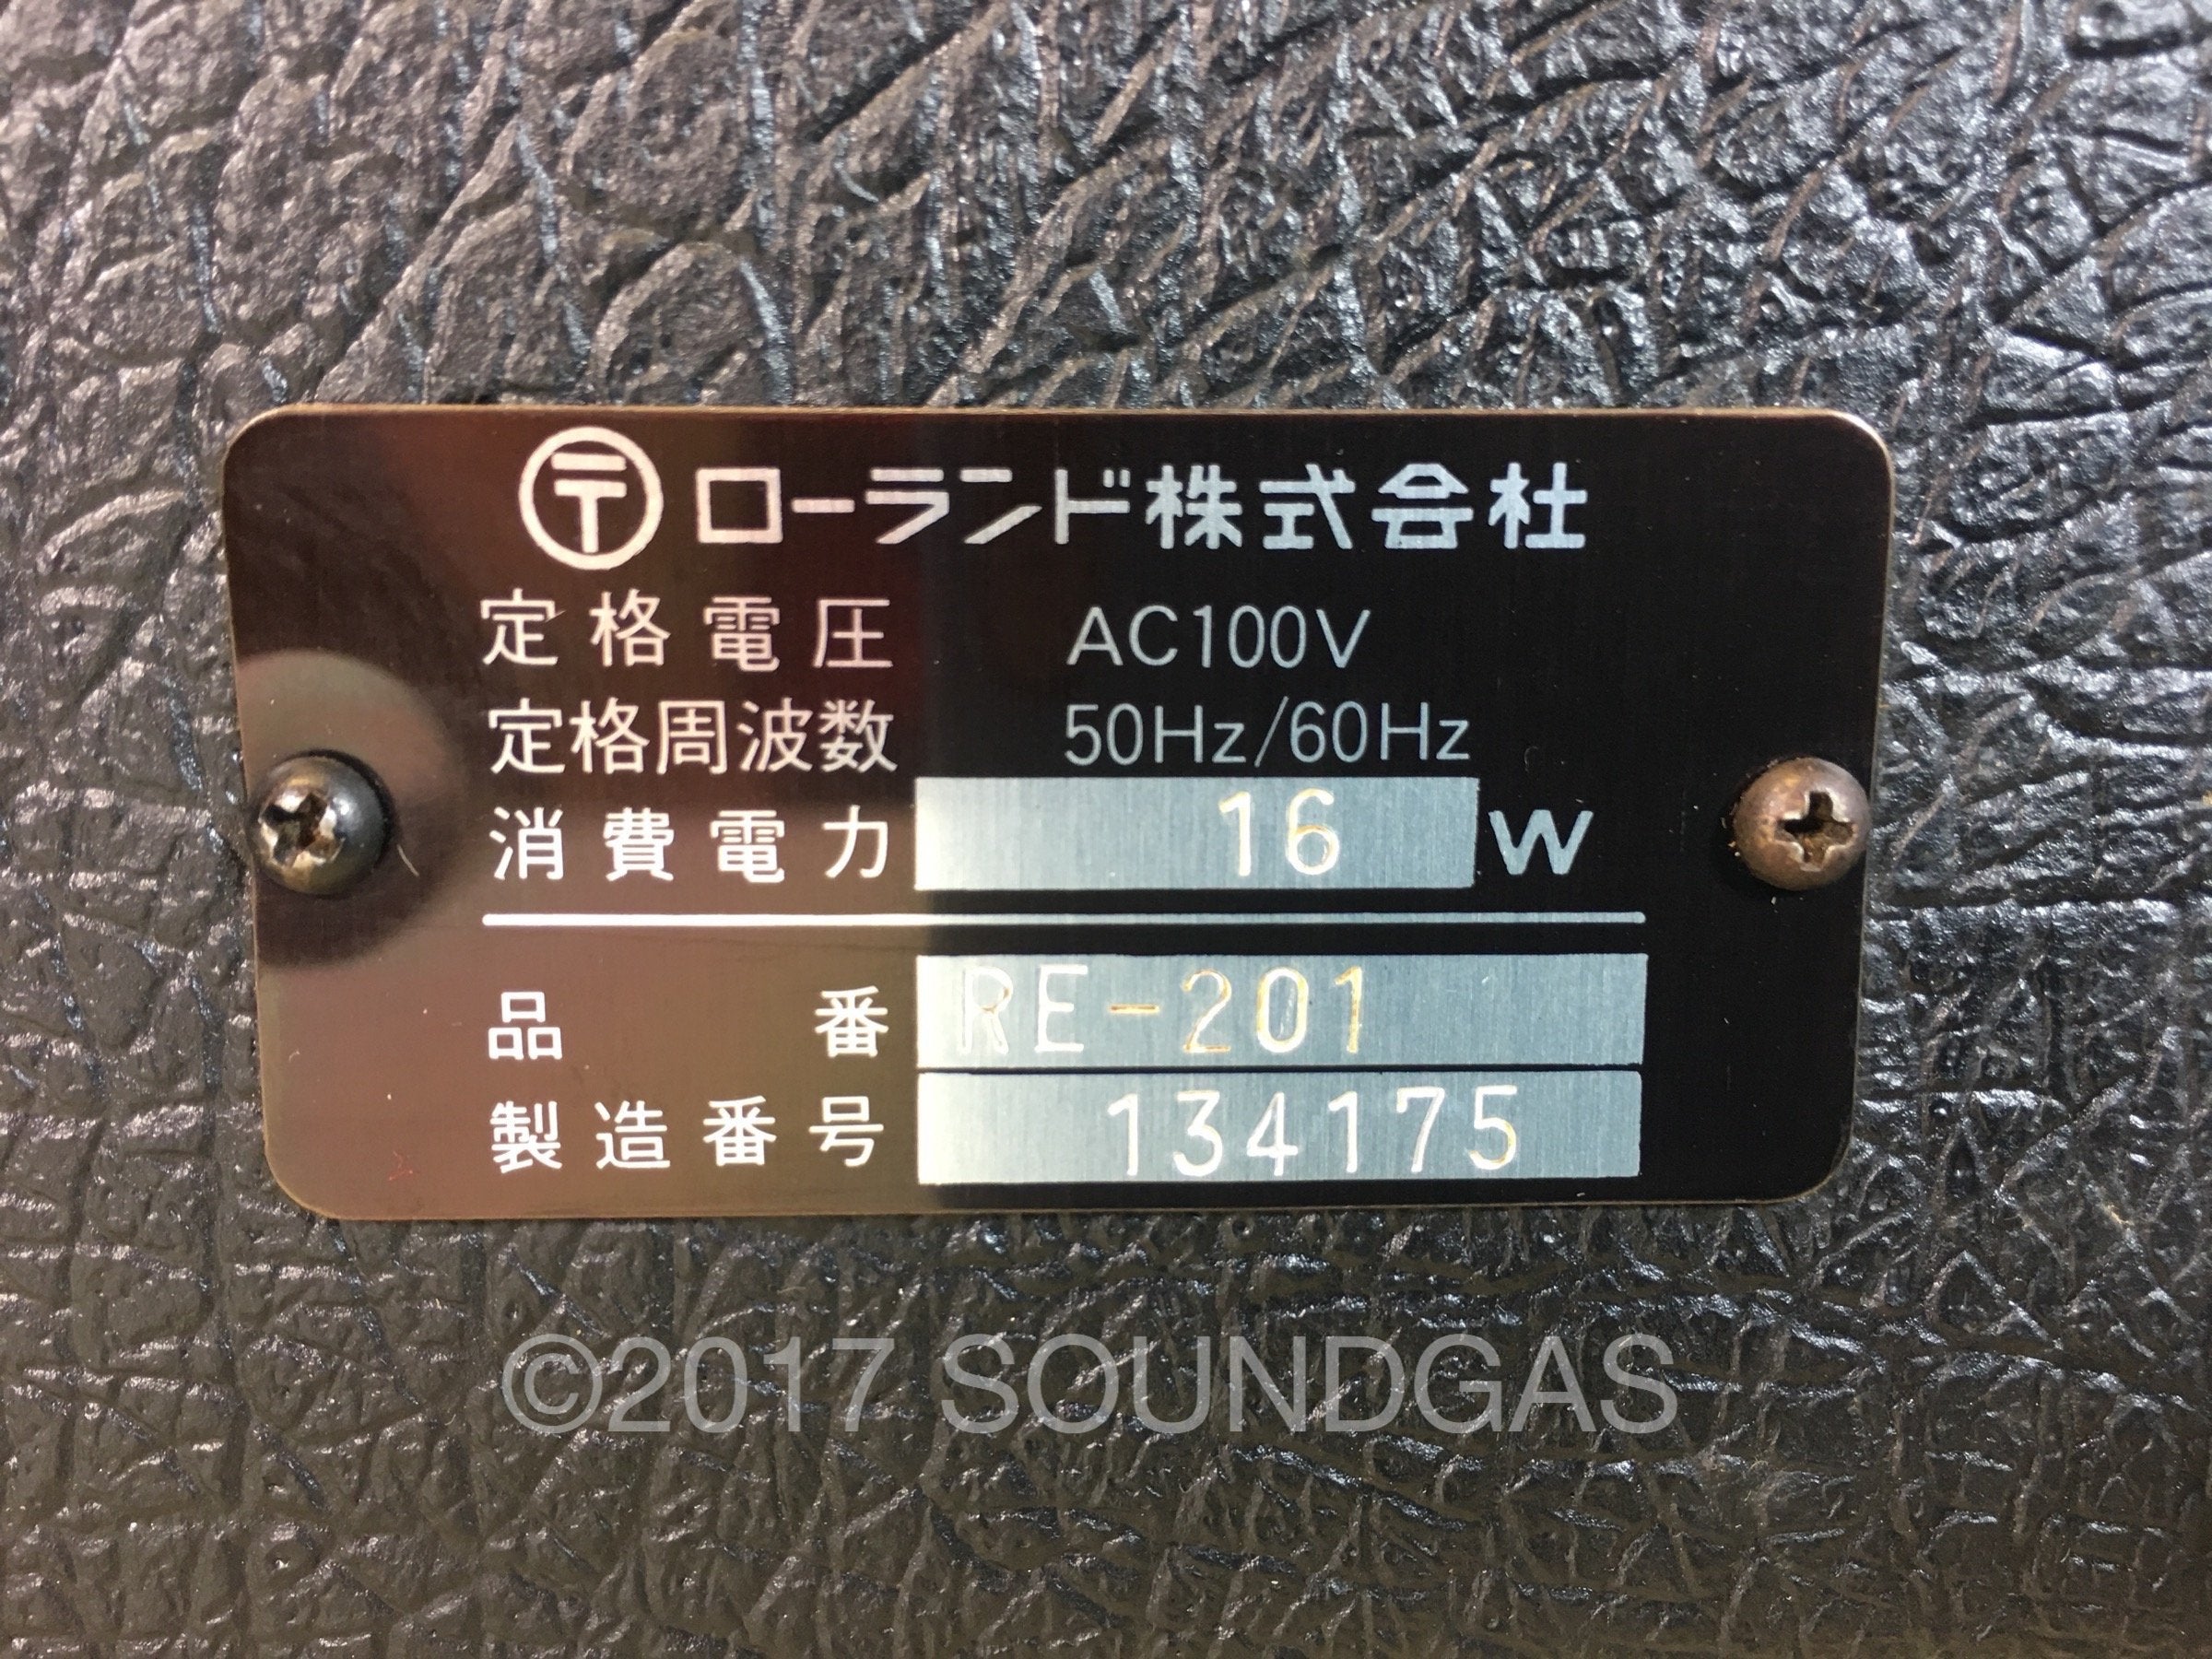 〶 ローランド株式会社
定格電圧 AC100V
定格周波数 50Hz/60Hz
消費電力 16 W
品番 RE-201
製造番号 134175
©2017 SOUNDGAS